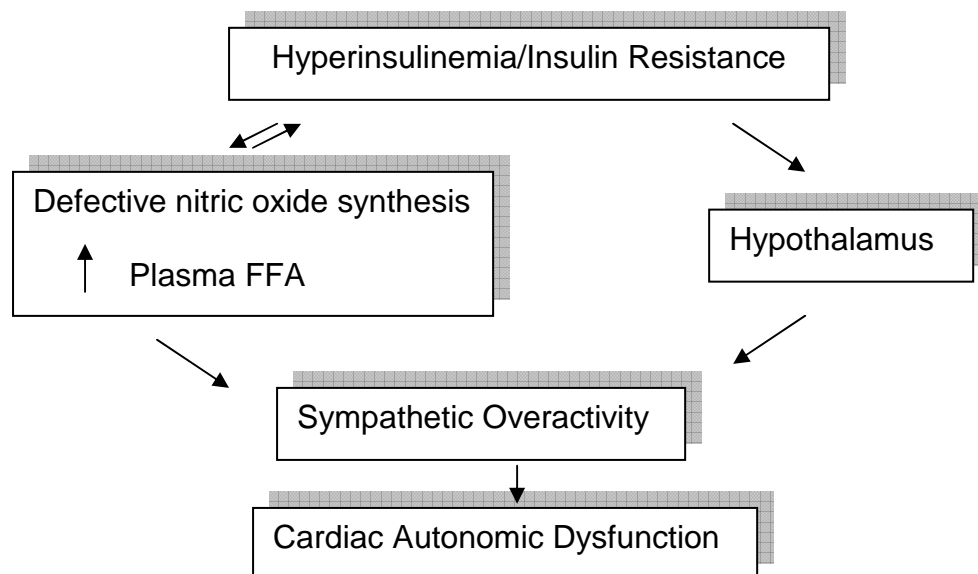 Hyperinsulinemia/Insulin Resistance
Defective nitric oxide synthesis
Plasma FFA
Hypothalamus
Sympathetic Overactivity
Cardiac Autonomic Dysfunction